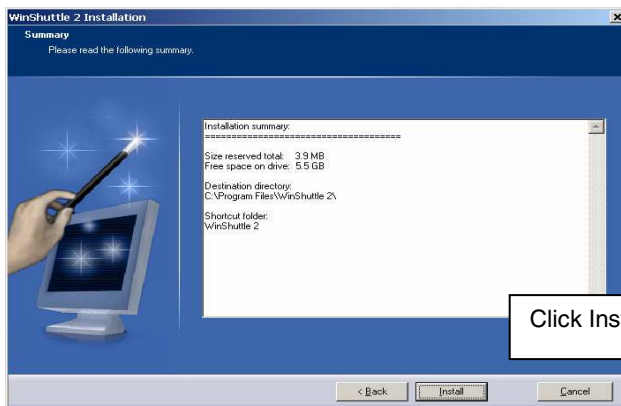 WinShuttle 2 Installation
Summary
Please read the following summary.
Installation summary:
=====================================
Size reserved total: 3.9 MB
Free space on drive: 5.5 GB
Destination directory:
C:\Program Files\WinShuttle 2\
Shortcut folder:
WinShuttle 2
Click Ins
< Back
Install
Cancel